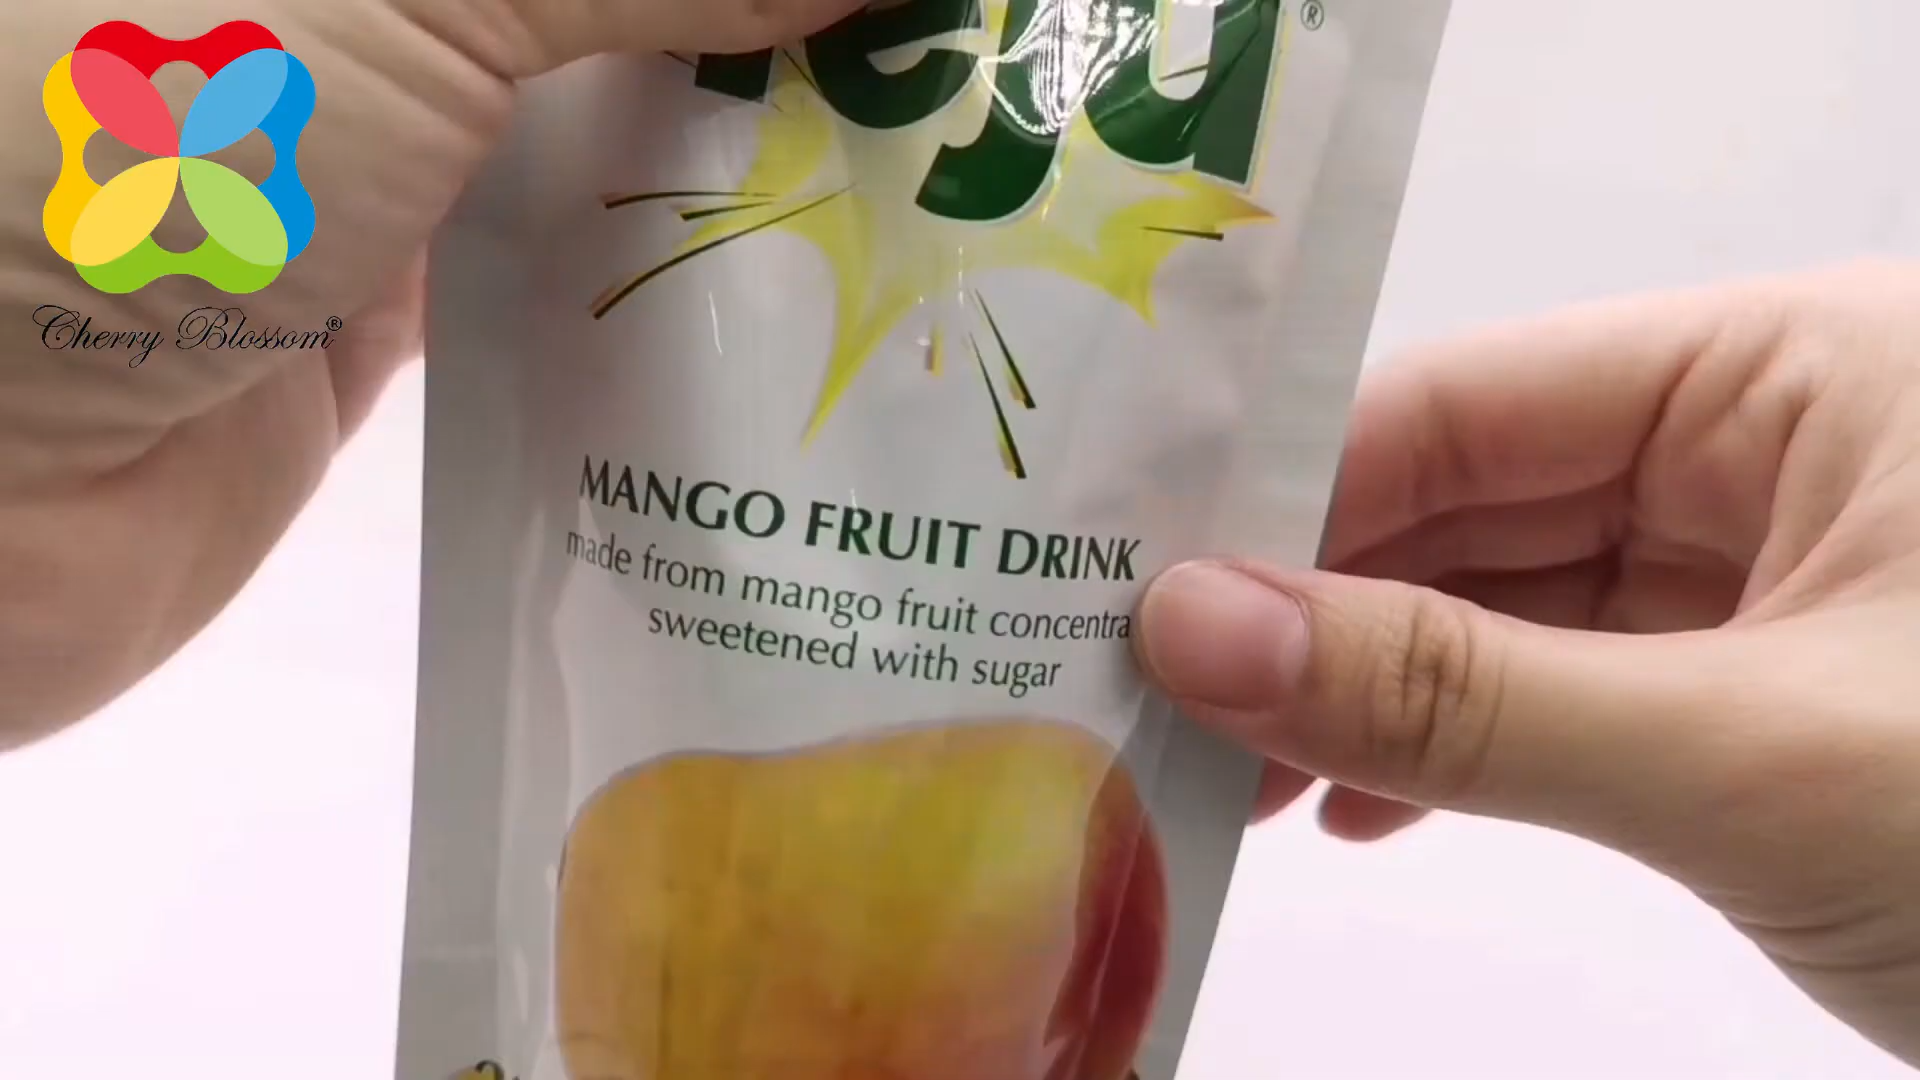 ®
Cherry Blossom®
MANGO FRUIT DRINK
made from mango fruit concentra
sweetened with sugar